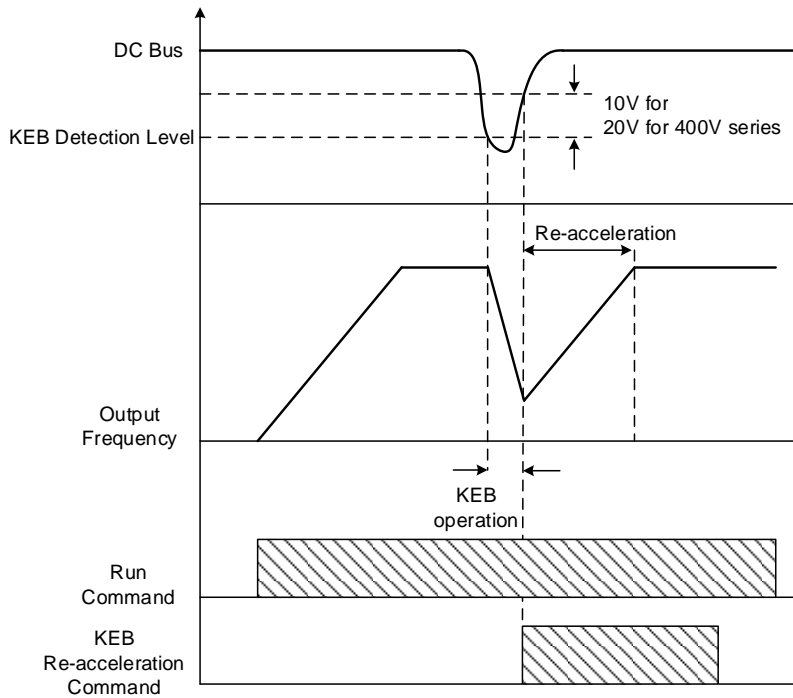 DC Bus
10V for
20V for 400V series
KEB Detection Level
Re-acceleration
Output
Frequency
KEB
operation
Run
Command
KEB
Re-acceleration
Command